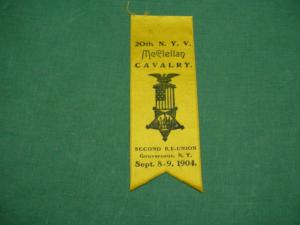 20th N. Y. V.
McClellan
CAVALRY.
SECOND RE-UNION
Gouverneur, N. Y.
Sept. 8-9, 1904.